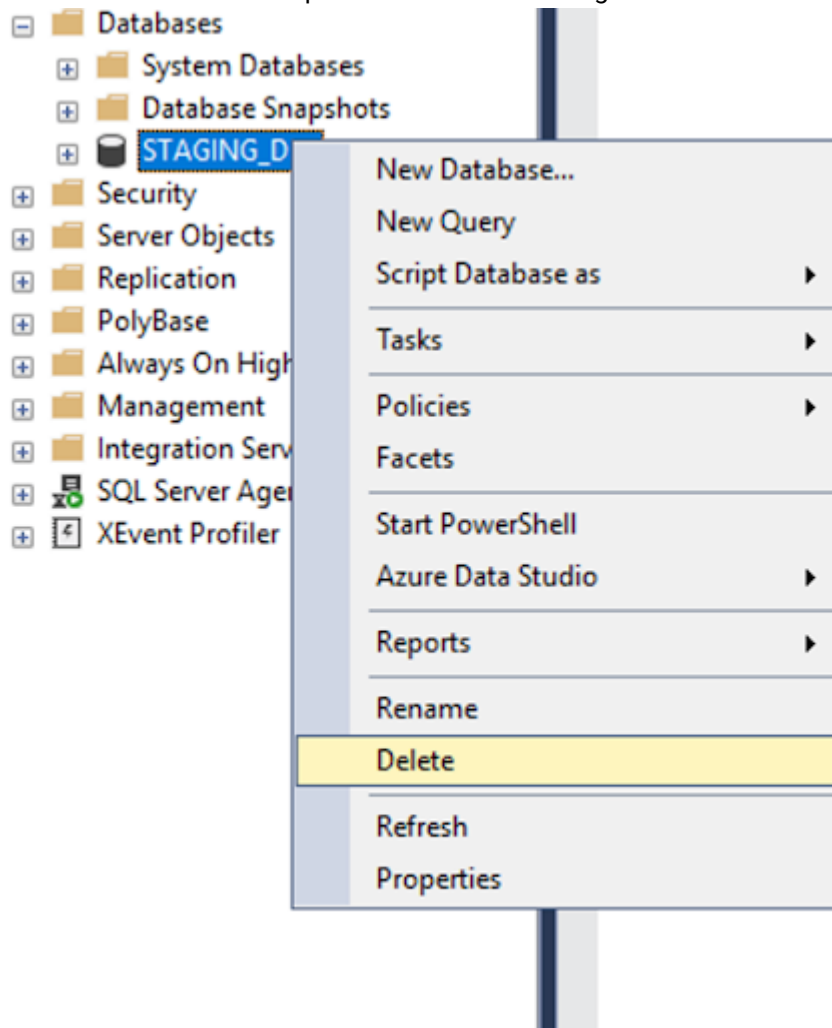 Databases
System Databases
Database Snapshots
STAGING_D
Security
Server Objects
Replication
PolyBase
Always On High
Management
Integration Serv
SQL Server Agen
XEvent Profiler
New Database...
New Query
Script Database as
Tasks
Policies
Facets
Start PowerShell
Azure Data Studio
Reports
Rename
Delete
Refresh
Properties